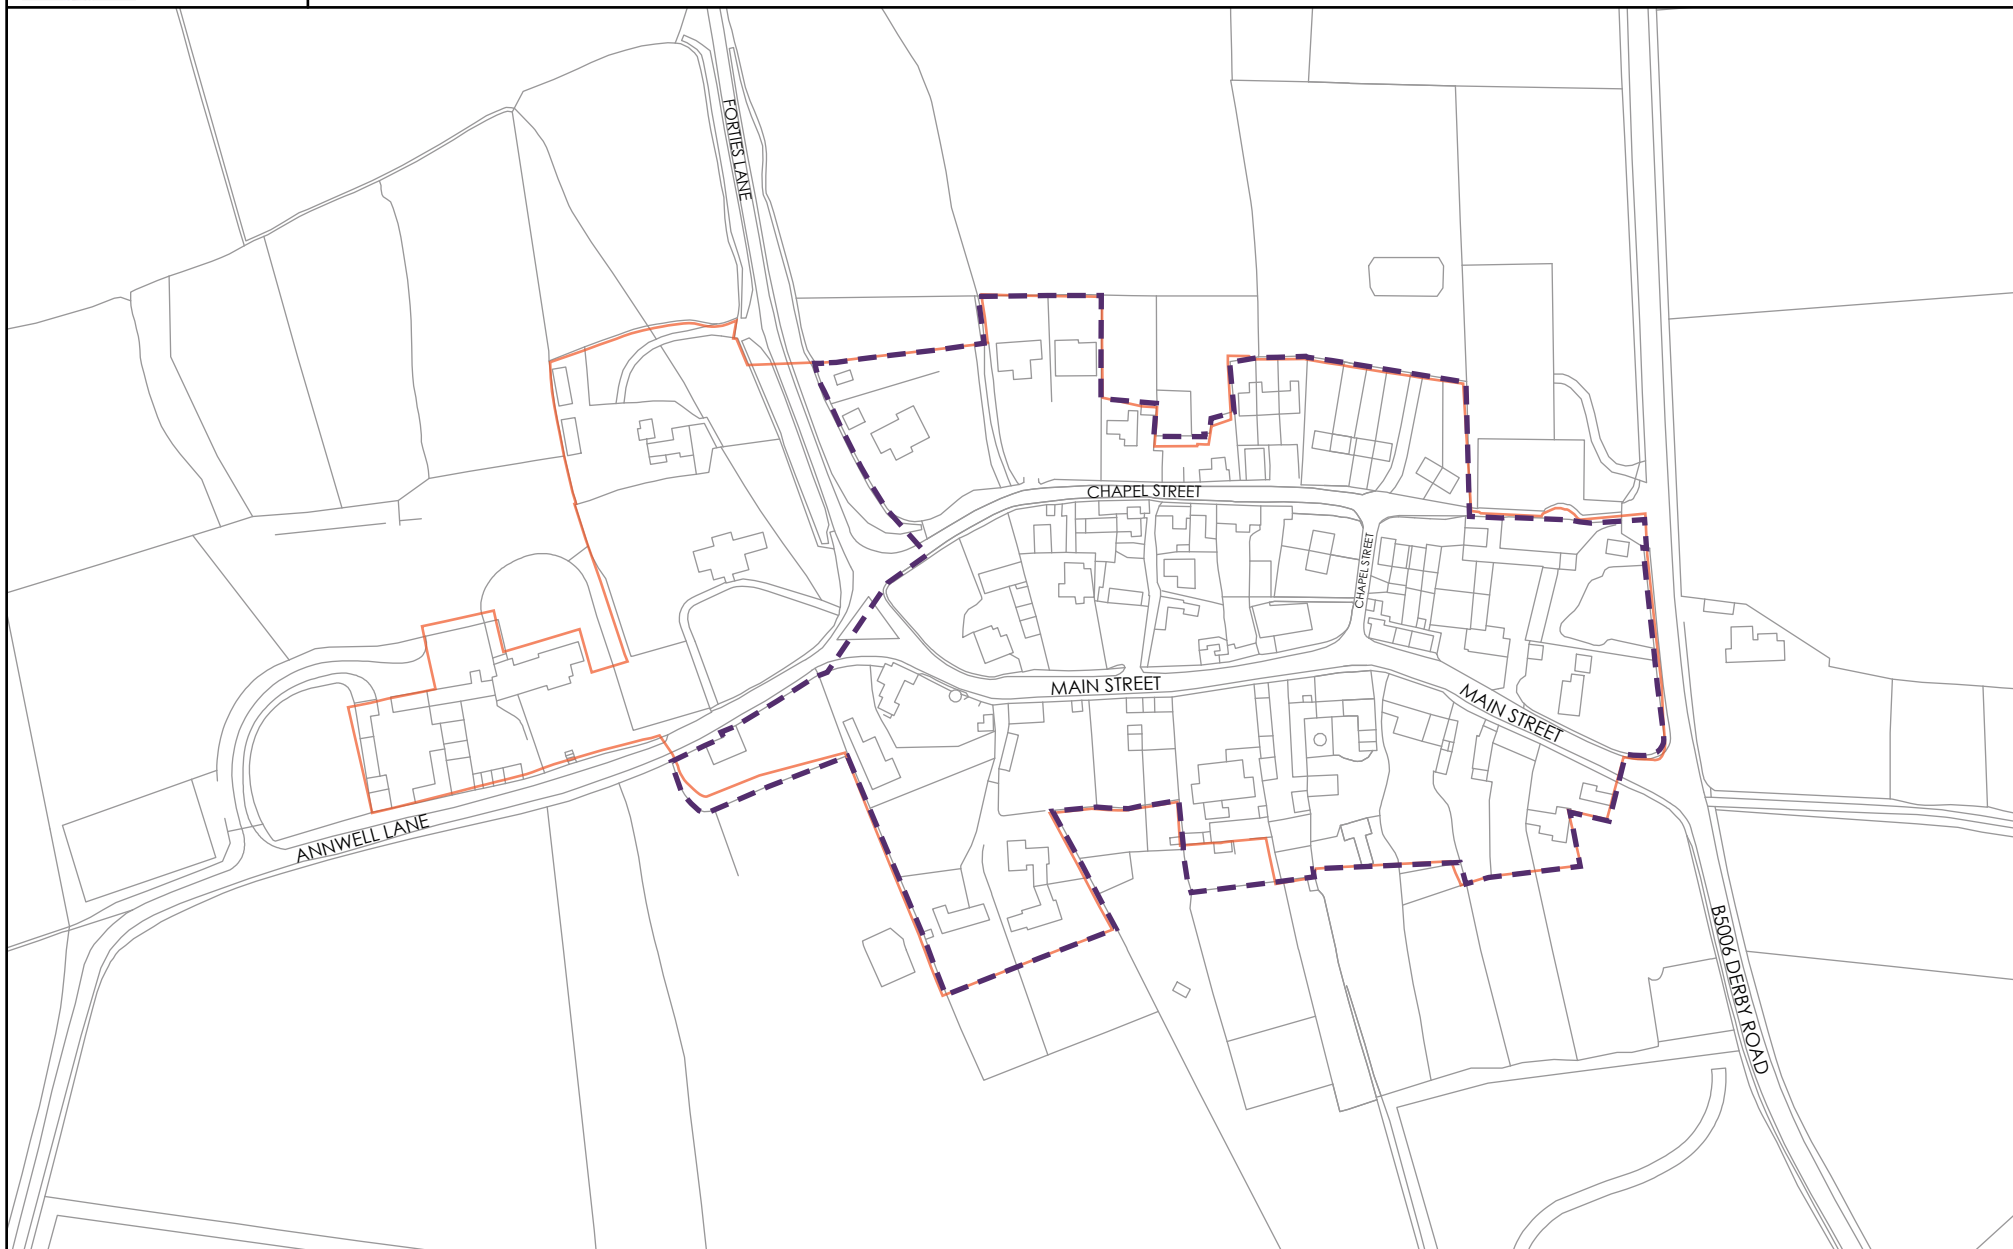 FORTIES LANE
CHAPEL STREET
CHAPEL STREET
MAIN STREET
MAIN STREET
ANNWELL LANE
B5006 DERBY ROAD